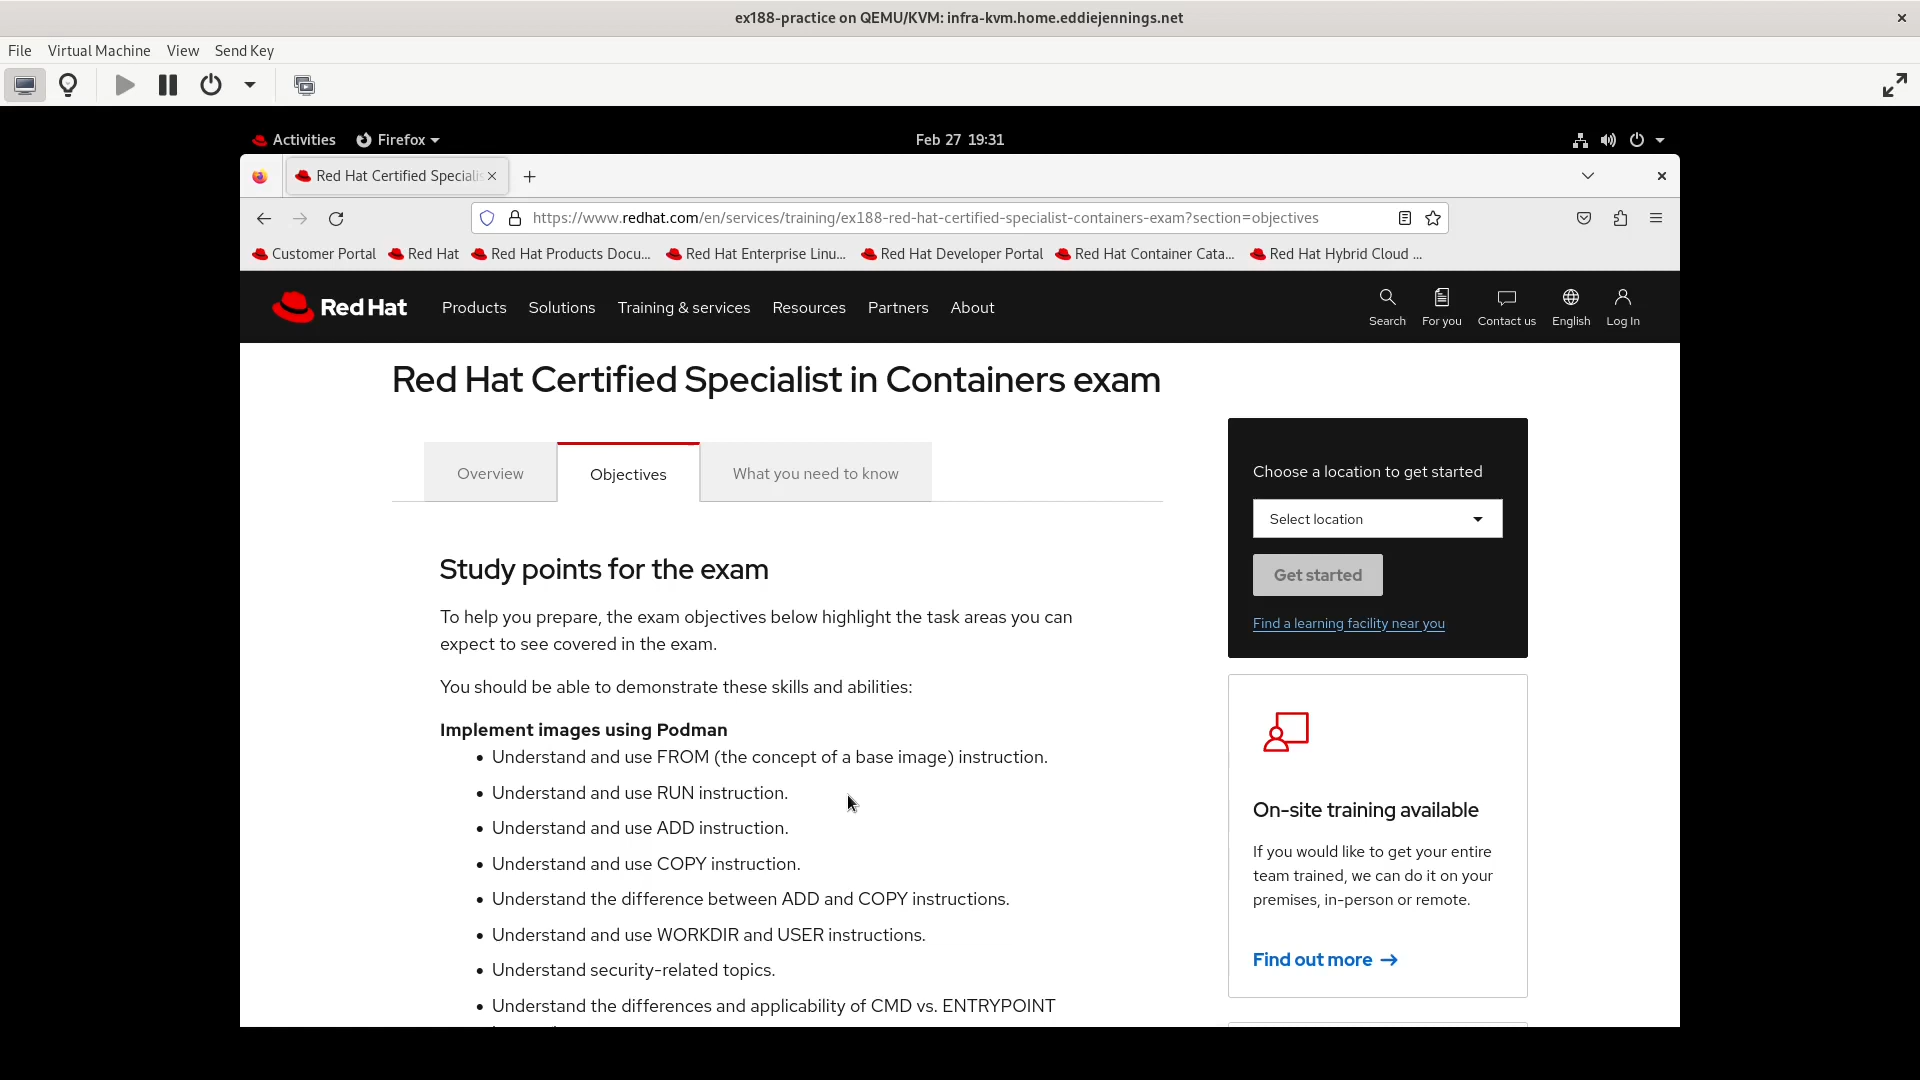 ex188-practice on QEMU/KVM: infra-kvm.home.eddiejennings.net
File Virtual Machine View Send Key
Activities Firefox Feb 27 19:31
Red Hat Certified Speciali
https://www.redhat.com/en/services/training/ex188-red-hat-certified-specialist-containers-exam?section=objectives
Customer Portal Red Hat Red Hat Products Docu... Red Hat Enterprise Linu... Red Hat Developer Portal Red Hat Container Cata... Red Hat Hybrid Cloud ...
Red Hat Products Solutions Training & services Resources Partners About Search For you Contact us English Log In
Red Hat Certified Specialist in Containers exam
Overview Objectives What you need to know
Study points for the exam
To help you prepare, the exam objectives below highlight the task areas you can
expect to see covered in the exam.
You should be able to demonstrate these skills and abilities:
Implement images using Podman
• Understand and use FROM (the concept of a base image) instruction.
• Understand and use RUN instruction.
• Understand and use ADD instruction.
• Understand and use COPY instruction.
• Understand the difference between ADD and COPY instructions.
• Understand and use WORKDIR and USER instructions.
• Understand security-related topics.
• Understand the differences and applicability of CMD vs. ENTRYPOINT
Choose a location to get started
Select location
Get started
Find a learning facility near you
On-site training available
If you would like to get your entire
team trained, we can do it on your
premises, in-person or remote.
Find out more →